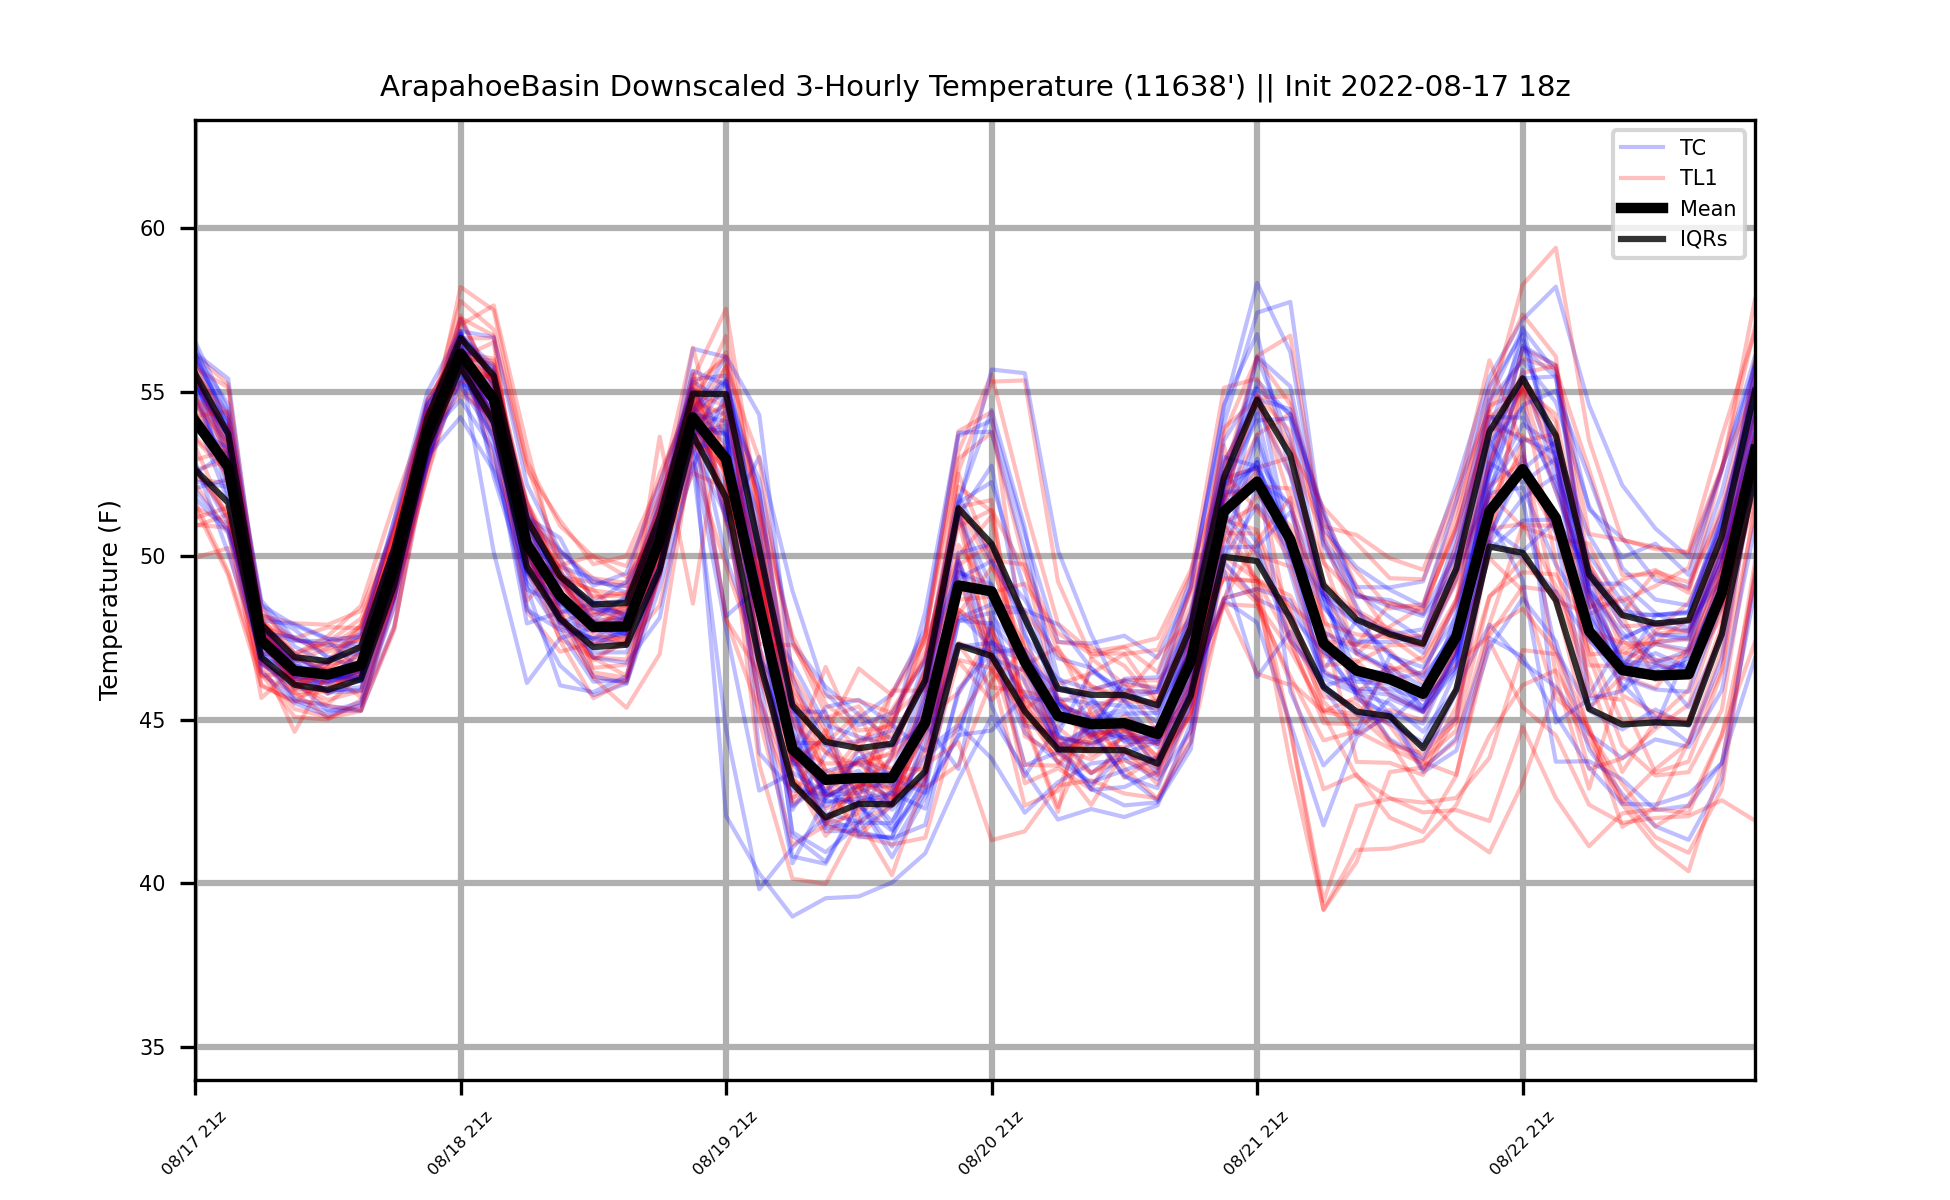 ArapahoeBasin Downscaled 3-Hourly Temperature (11638') || Init 2022-08-17 18z
TC
TL1
Mean
IQRs
Temperature (F)
60
55
50
45
40
35
08/17 21z
08/18 21z
08/19 21z
08/20 21z
08/21 21z
08/22 21z